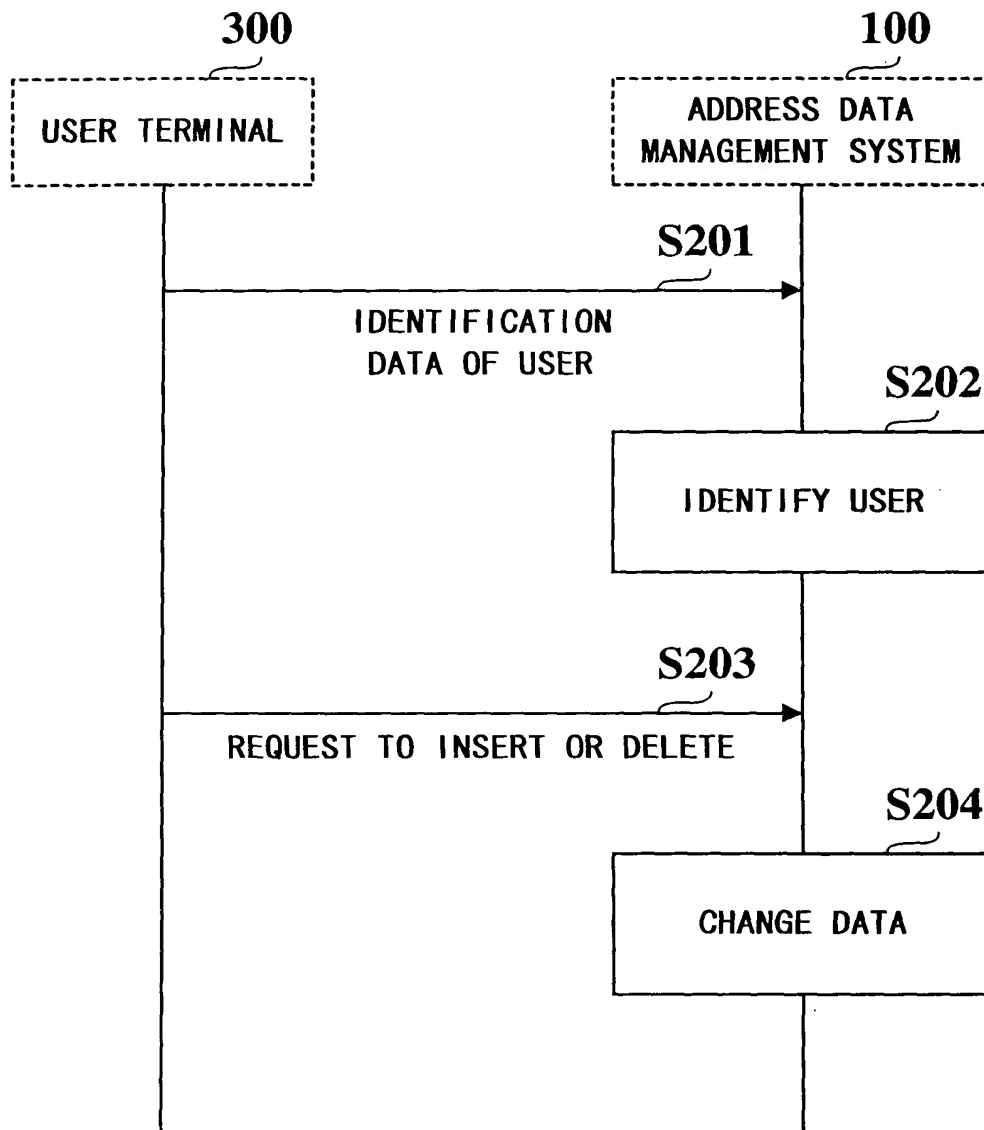 300
100
USER TERMINAL
ADDRESS DATA
MANAGEMENT SYSTEM
S201
IDENTIFICATION
DATA OF USER
S202
IDENTIFY USER
S203
REQUEST TO INSERT OR DELETE
S204
CHANGE DATA